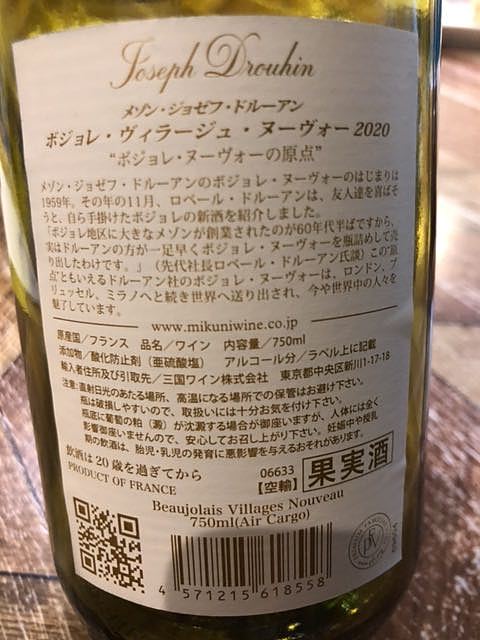 Joseph Drouhin
メゾン・ジョゼフ・ドルーアン
ボジョレ・ヴィラージュ・ヌーヴォー 2020
“ボジョレ・ヌーヴォーの原点”
メゾン・ジョゼフ・ドルーアンのボジョレ・ヌーヴォーのはじまりは
1959年。その年の11月、ロベール・ドルーアンは、友人達を喜ばそ
うと、自ら手掛けたボジョレの新酒を紹介しました。
「ボジョレ地区に大きなメゾンが創業されたのが60年代半ばですから、
実はドルーアンの方が一足早くボジョレ・ヌーヴォーを瓶詰めして売
り出したわけです。」（先代社長ロベール・ドルーアン氏談）この“原
点”ともいえるドルーアン社のボジョレ・ヌーヴォーは、ロンドン、ブ
リュッセル、ミラノへと続き世界へ送り出され、今や世界中の人々を
魅了しています。
www.mikuniwine.co.jp
原産国／フランス 品名／ワイン 内容量／750ml
添加物／酸化防止剤（亜硫酸塩） アルコール分／ラベル上に記載
輸入者住所及び引取先／三国ワイン株式会社 東京都中央区新川1-17-18
注意:直射日光のあたる場所、高温になる場所での保管はお避け下さい。
瓶は破損しやすいので、取扱いには十分お気を付け下さい。
瓶底に葡萄の粕（澱）が沈澱する場合が御座いますが、人体には全く
影響御座いませんので、安心してお召し上がり下さい。妊娠中や授乳
期の飲酒は、胎児・乳児の発育に悪影響を与えるおそれがあります。
飲酒は20歳を過ぎてから
PRODUCT OF FRANCE
06633
【空輸】
果実酒
Beaujolais Villages Nouveau
750ml(Air Cargo)
4 571215 618558